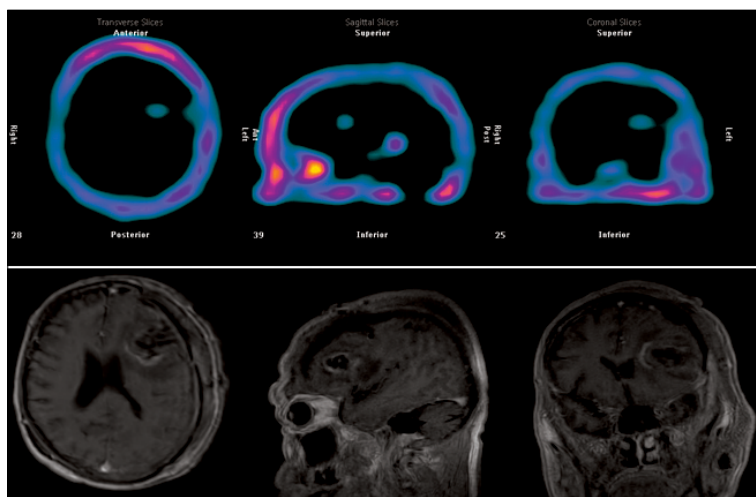 Transverse Slices
Anterior
Right
Left
28
Posterior
Sagittal Slices
Superior
Ant
Post
39
Inferior
Coronal Slices
Superior
Right
Left
25
Inferior